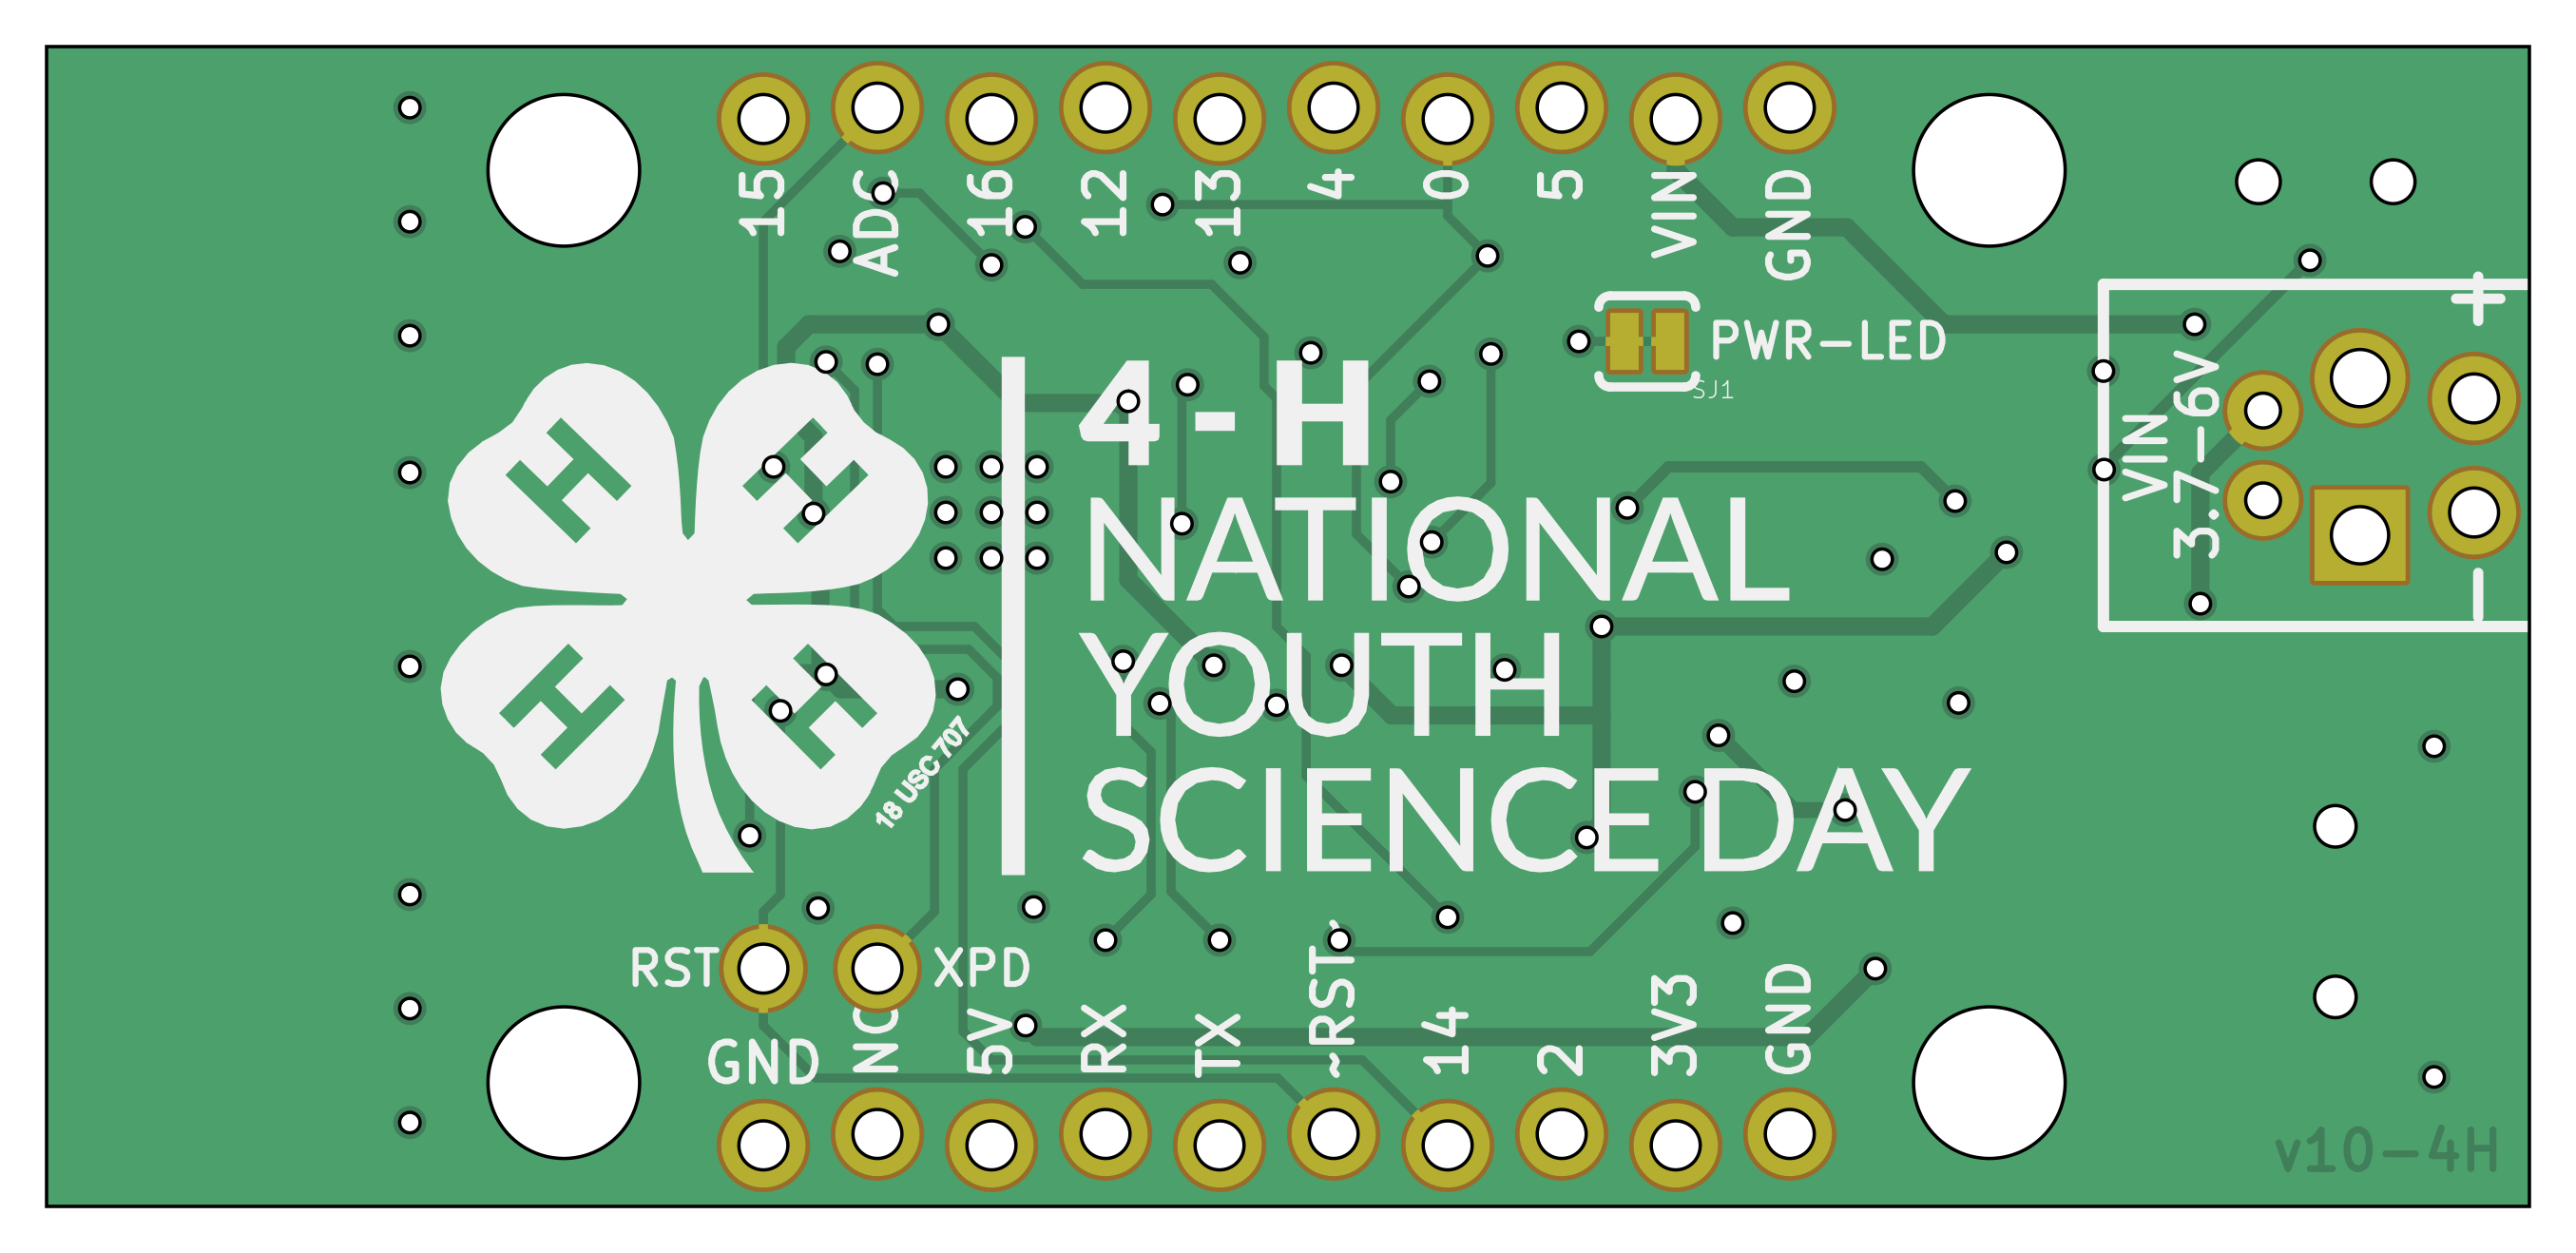 15
ADC
16
12
13
4
0
5
VIN
GND
PWR-LED
SJ1
+
VIN
3.7-6V
-
H H
H H
18 USC 707
4-H
NATIONAL
YOUTH
SCIENCE DAY
RST
XPD
GND
NC
5V
RX
TX
~RST~
14
2
3V3
GND
v10-4H